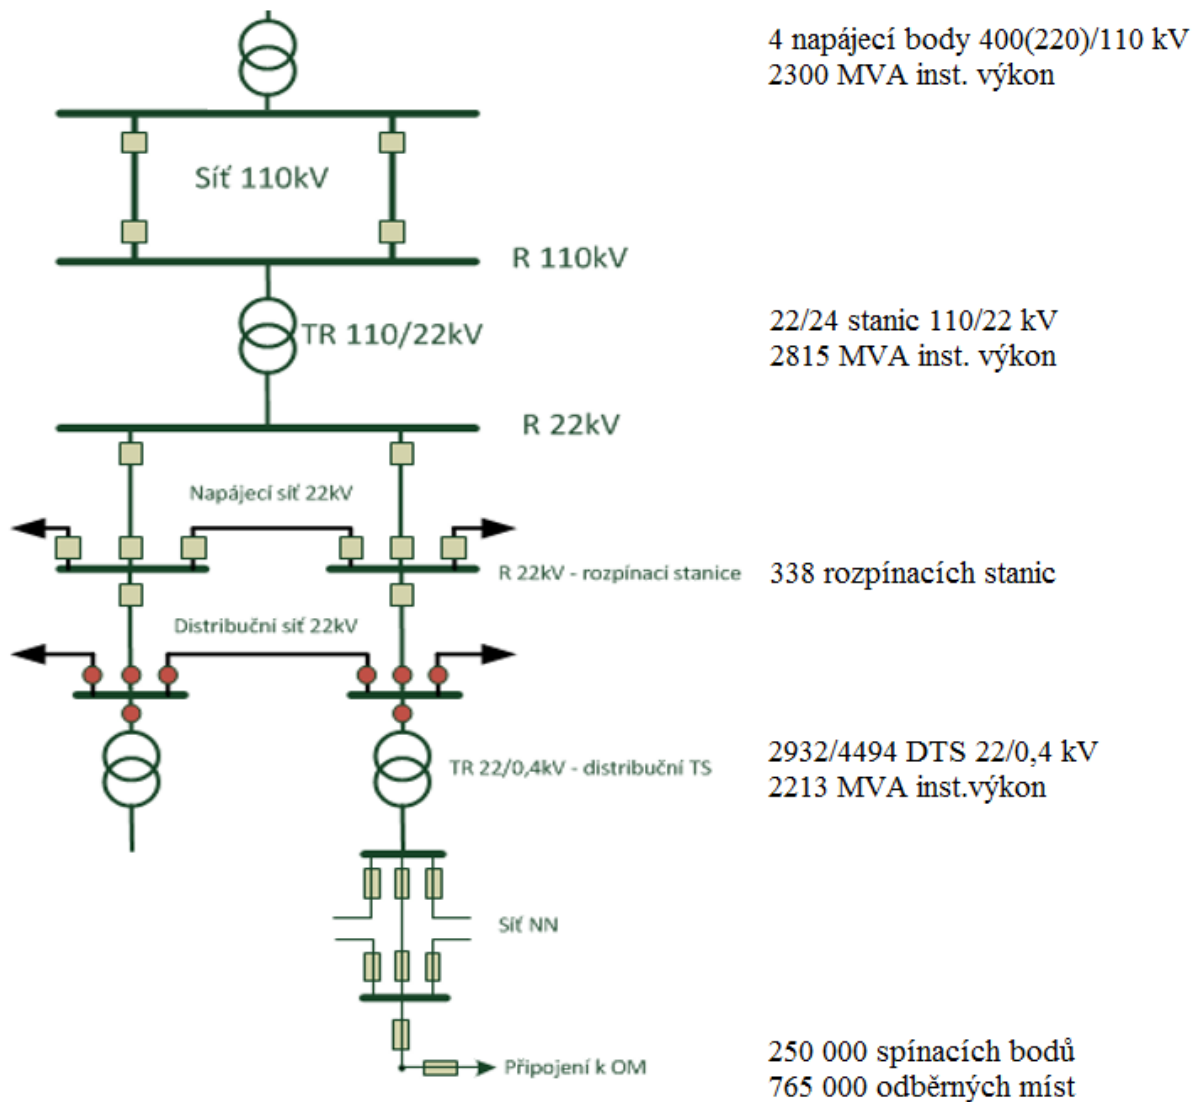 4 napájecí body 400(220)/110 kV
2300 MVA inst. výkon
Síť 110kV
R 110kV
TR 110/22kV
22/24 stanic 110/22 kV
2815 MVA inst. výkon
R 22kV
Napájecí síť 22kV
R 22kV - rozpínací stanice
338 rozpínacích stanic
Distribuční síť 22kV
TR 22/0,4kV - distribuční TS
2932/4494 DTS 22/0,4 kV
2213 MVA inst.výkon
Síť NN
Připojení k OM
250 000 spínacích bodů
765 000 odběrných míst